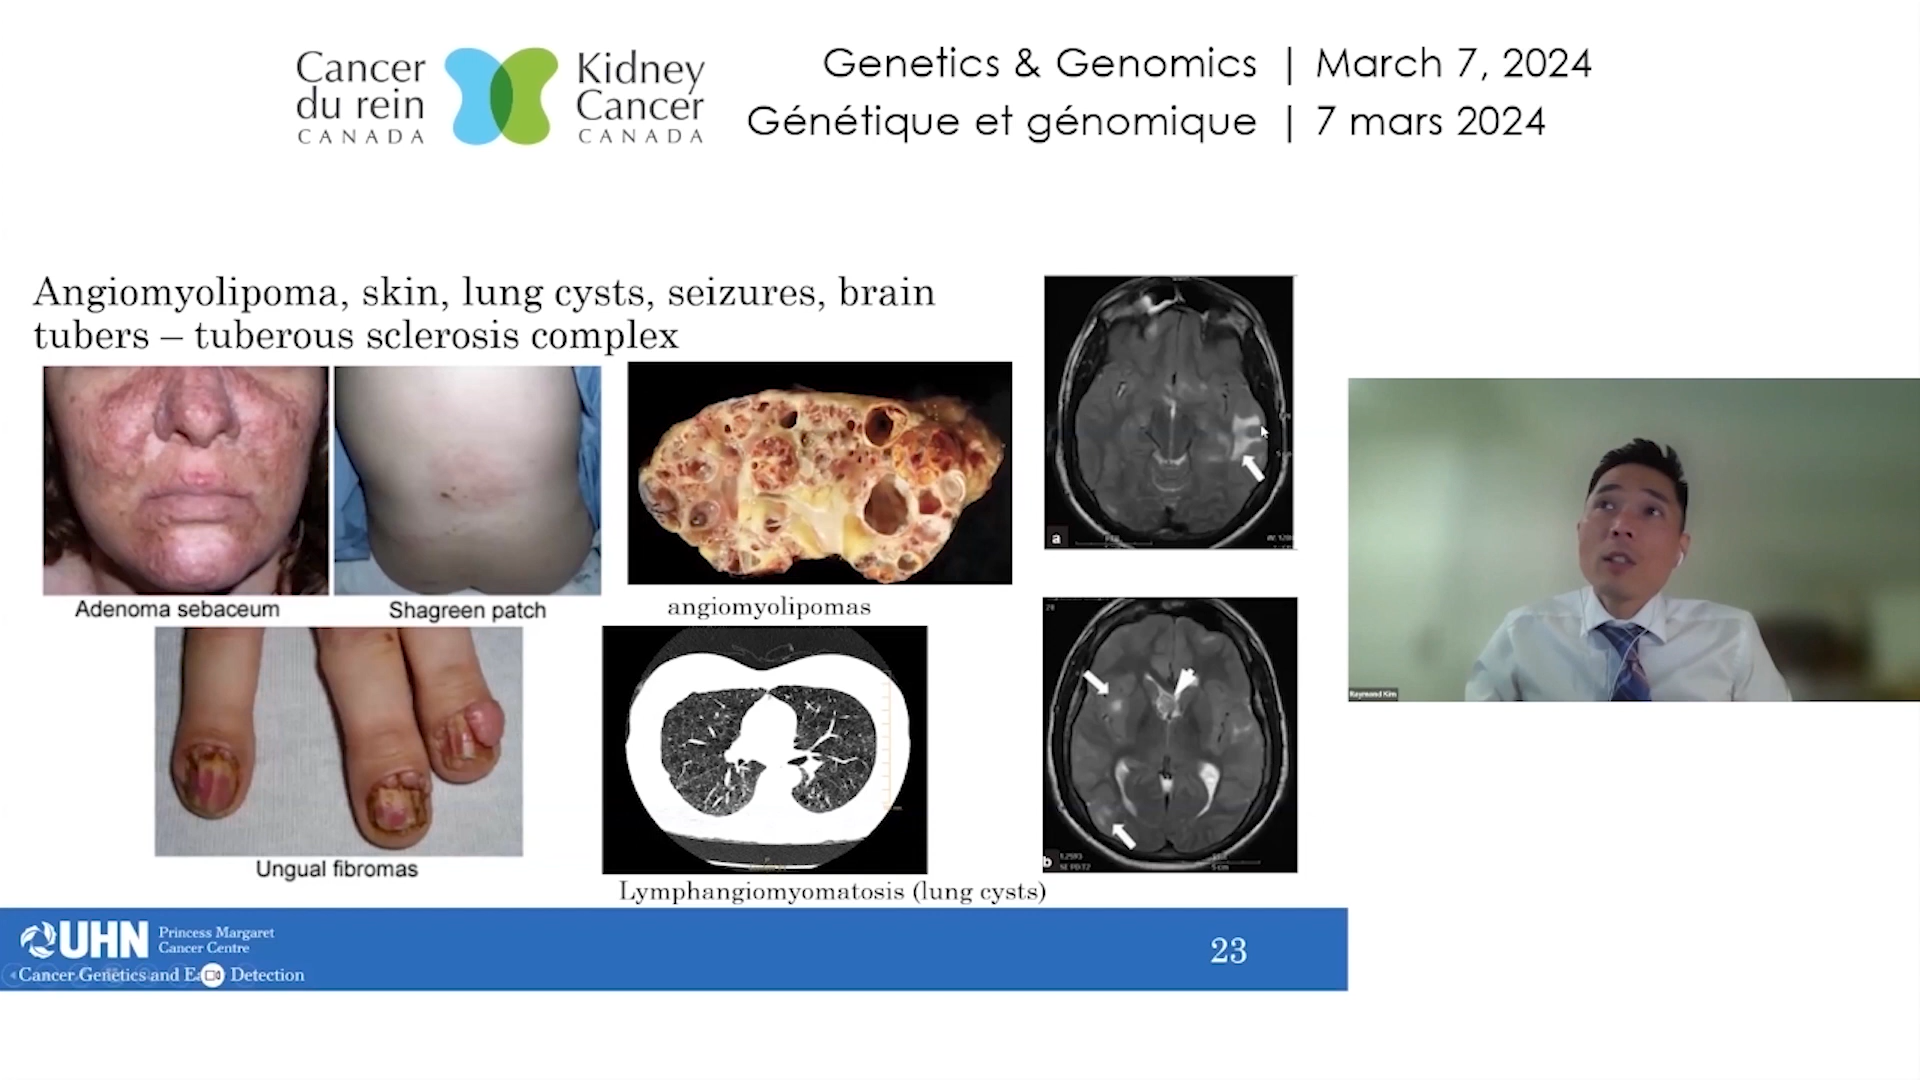 Cancer
du rein
CANADA
Kidney
Cancer
CANADA
Genetics & Genomics | March 7, 2024
Génétique et génomique | 7 mars 2024
Angiomyolipoma, skin, lung cysts, seizures, brain
tubers – tuberous sclerosis complex
Adenoma sebaceum
Shagreen patch
angiomyolipomas
Ungual fibromas
Lymphangiomyomatosis (lung cysts)
a
b
Raymond Kim
UHN
Princess Margaret
Cancer Centre
Cancer Genetics and Detection
23